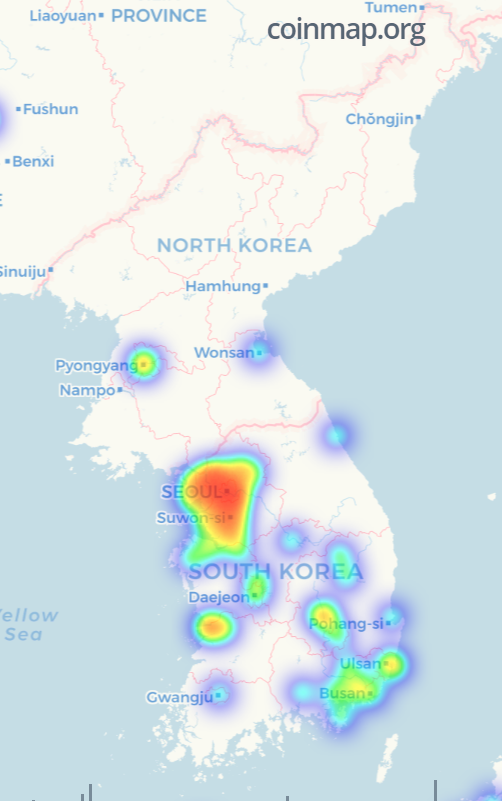 Tumen
Liaoyuan PROVINCE
coinmap.org
Fushun
Chŏngjin
Benxi
NORTH KOREA
Sinuiju
Hamhung
Wonsan
Pyongyang
Nampo
SEOUL
Suwon-si
SOUTH KOREA
Daejeon
Yellow
Sea
Pohang-si
Ulsan
Busan
Gwangju